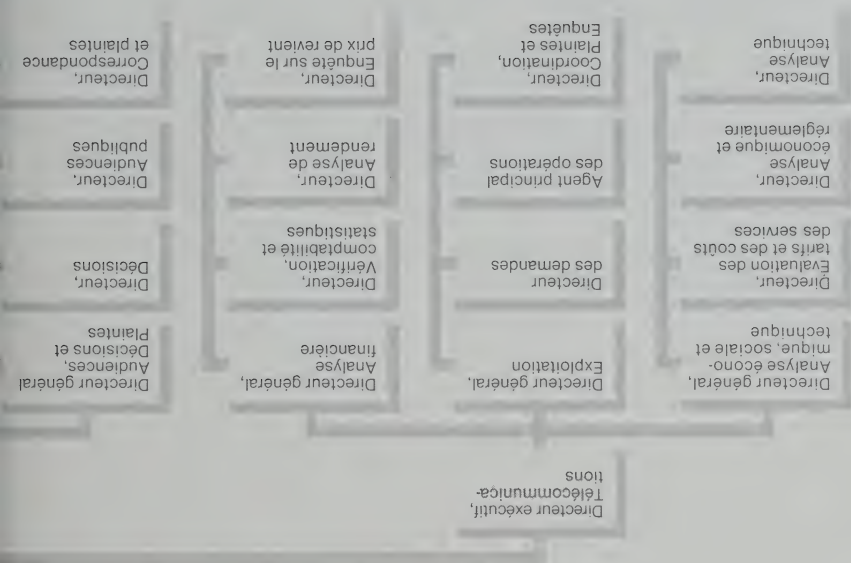 Directeur exécutif,
Télécommunica-
tions
Directeur général,
Analyse écono-
mique, sociale et
technique
Directeur,
Evaluation des
tarifs et des coûts
des services
Directeur,
Analyse
économique et
réglementaire
Directeur,
Analyse
technique
Directeur général,
Exploitation
Directeur
des demandes
Agent principal
des opérations
Directeur,
Coordination,
Plaintes et
Enquêtes
Directeur général,
Analyse
financière
Directeur,
Vérification,
comptabilité et
statistiques
Directeur,
Analyse de
rendement
Directeur,
Enquête sur le
prix de revient
Directeur général
Audiences,
Décisions et
Plaintes
Directeur,
Décisions
Directeur,
Audiences
publiques
Directeur,
Correspondance
et plaintes